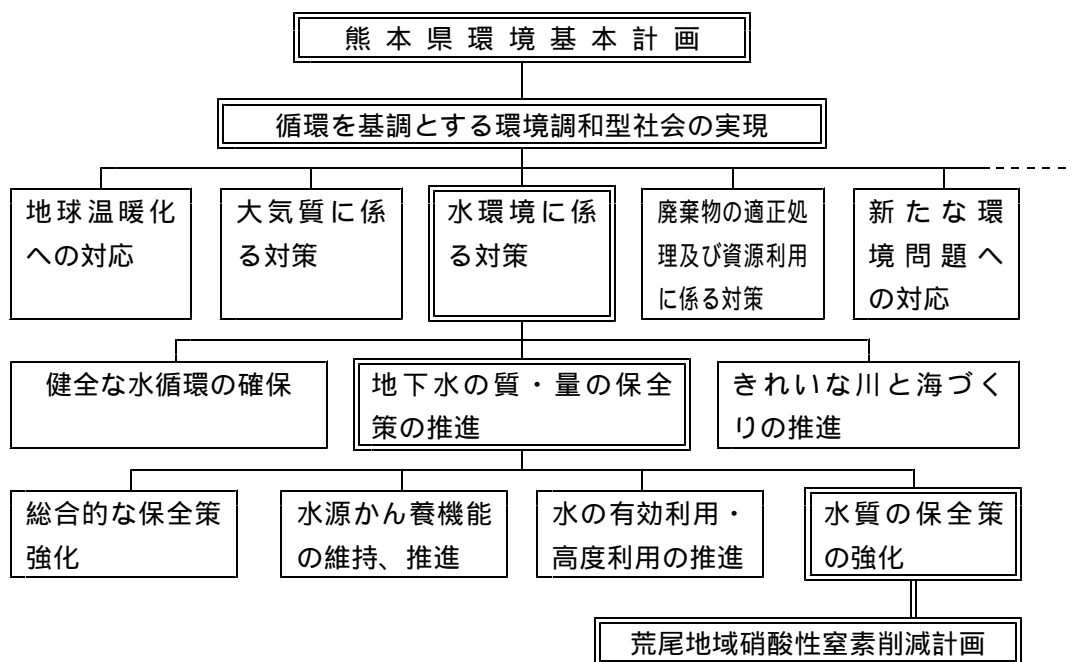 熊本県環境基本計画
循環を基調とする環境調和型社会の実現
地球温暖化
への対応
大気質に係
る対策
水環境に係
る対策
廃棄物の適正処
理及び資源利用
に係る対策
新たな環
境問題へ
の対応
健全な水循環の確保
地下水の質・量の保全
策の推進
きれいな川と海づく
りの推進
総合的な保全策
強化
水源かん養機能
の維持、推進
水の有効利用・
高度利用の推進
水質の保全策
の強化
荒尾地域硝酸性窒素削減計画